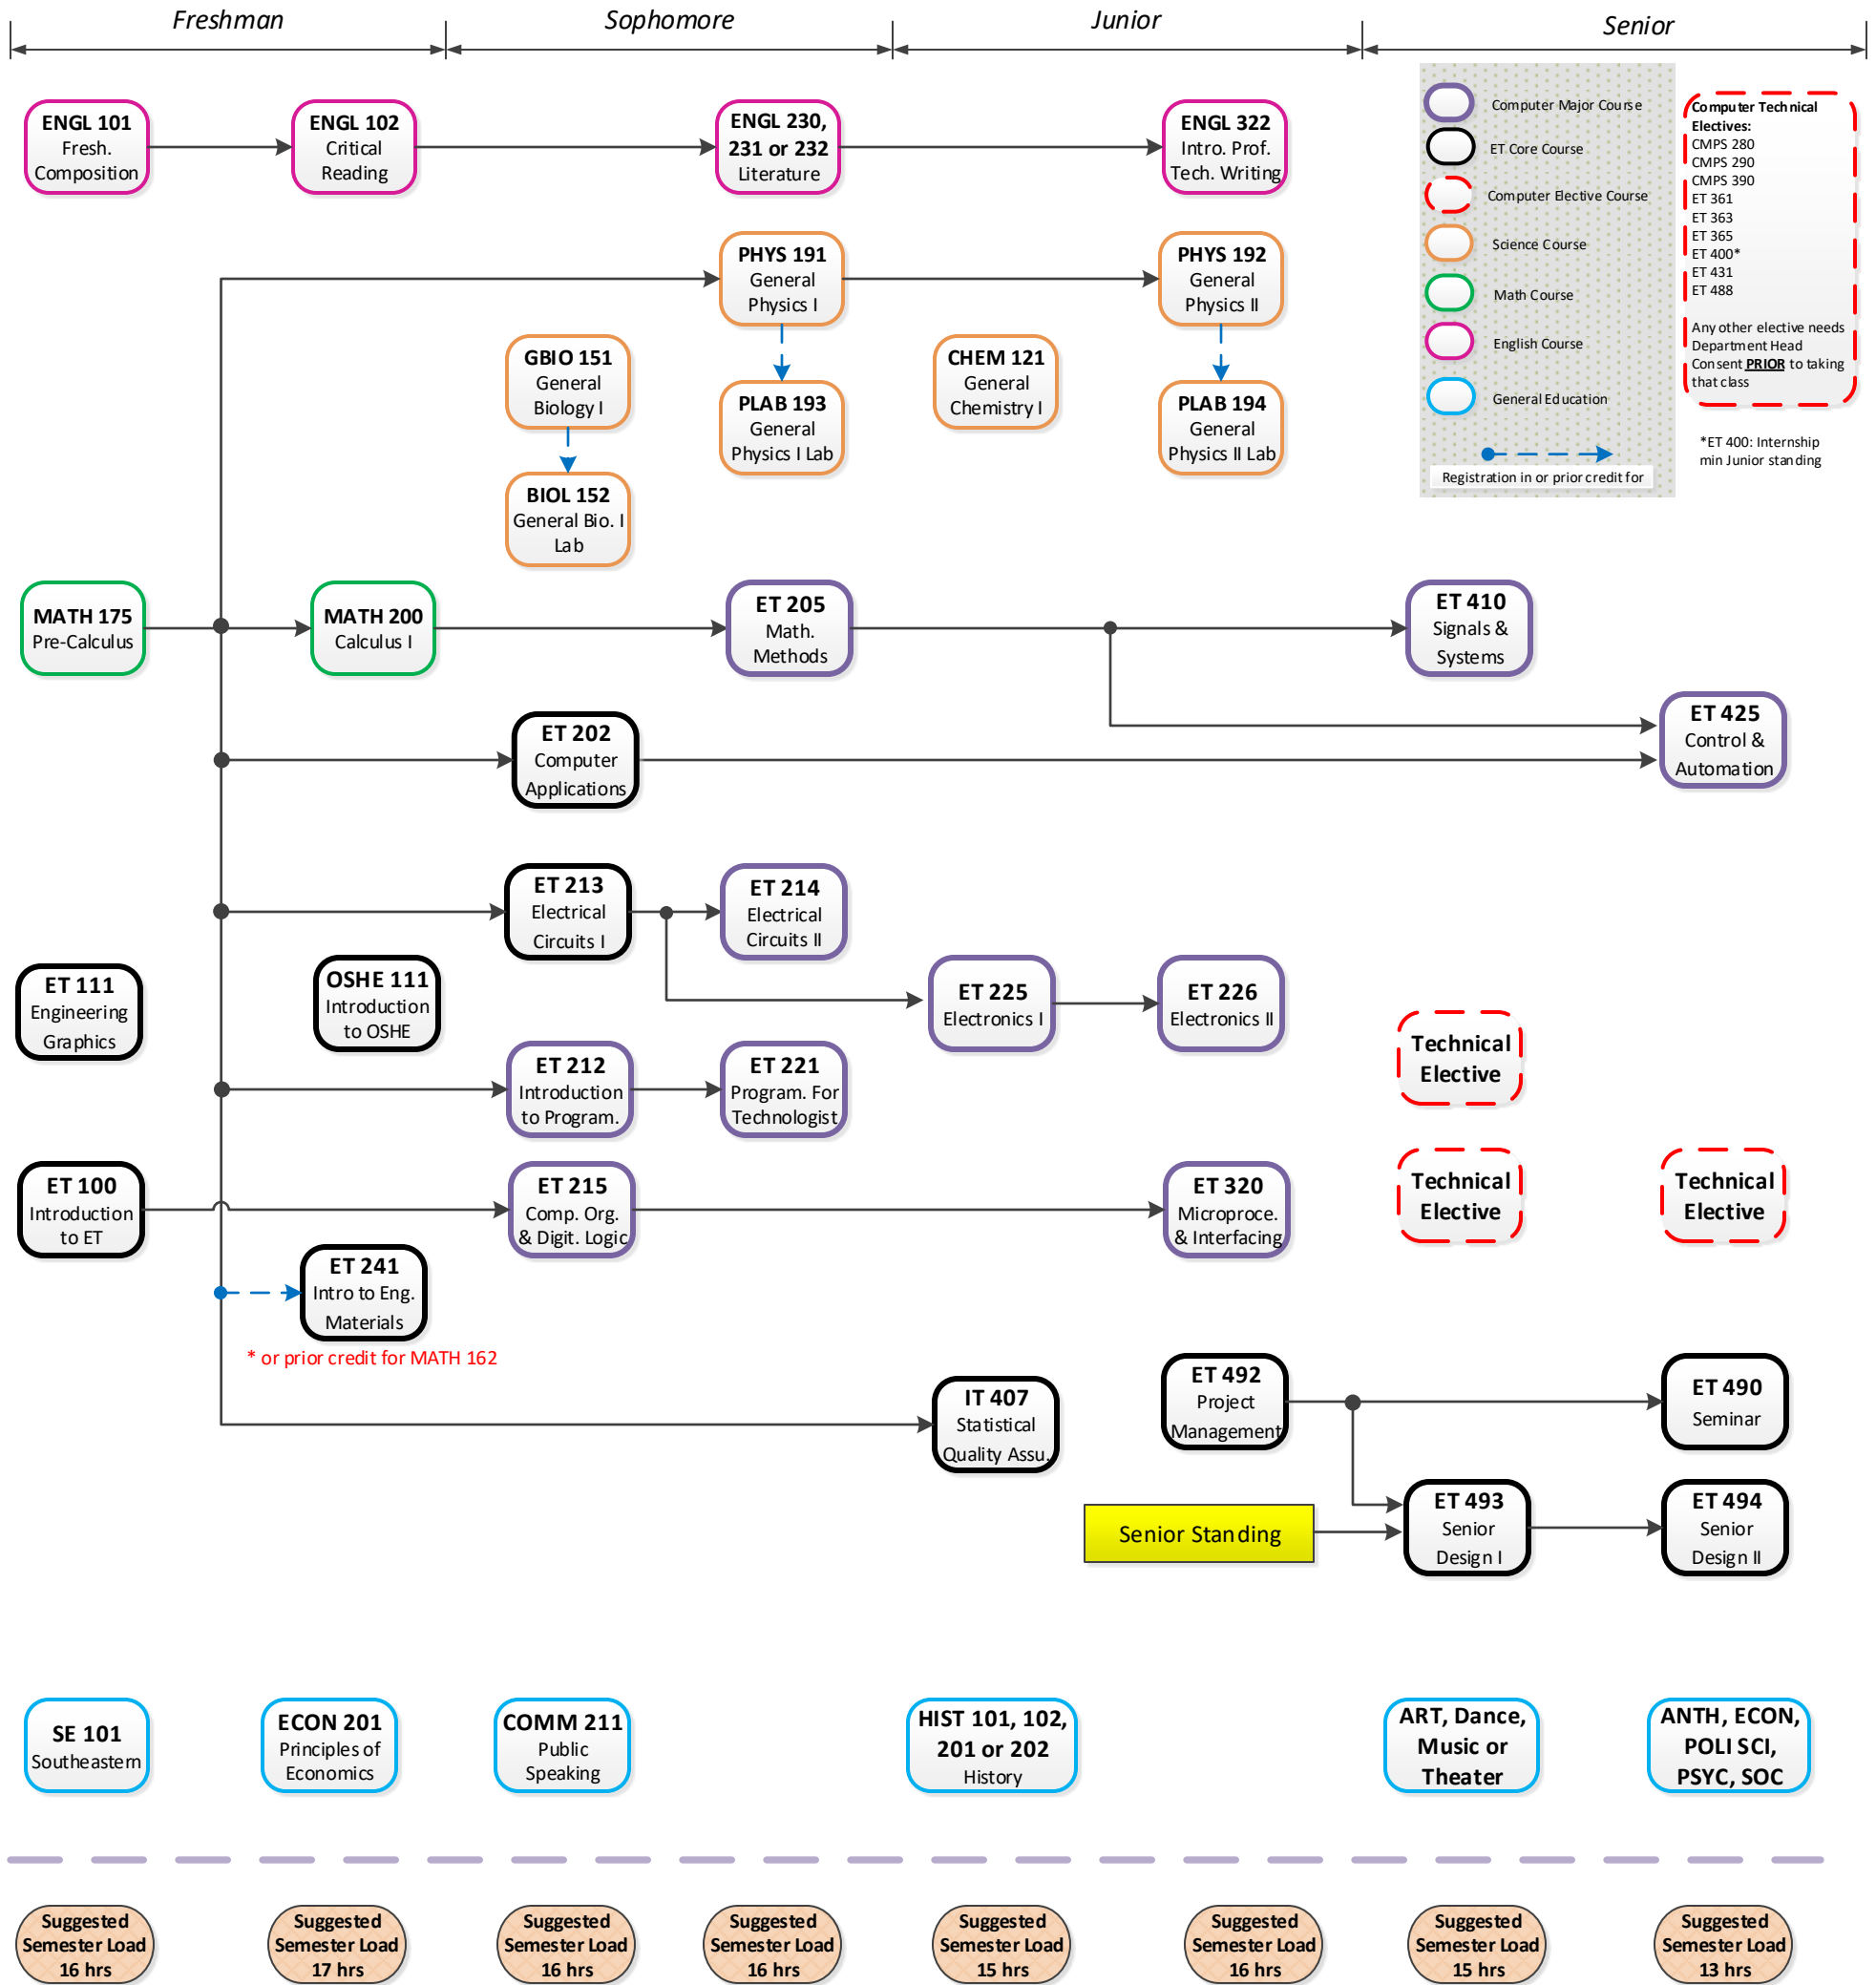 Freshman
Sophomore
Junior
Senior
ENGL 101
Fresh.
Composition
ENGL 102
Critical
Reading
ENGL 230,
231 or 232
Literature
ENGL 322
Intro. Prof.
Tech. Writing
Computer Major Course
ET Core Course
Computer Elective Course
Science Course
Math Course
English Course
General Education
Registration in or prior credit for
Computer Technical
Electives:
CMPS 280
CMPS 290
CMPS 390
ET 361
ET 363
ET 365
ET 400*
ET 431
ET 488
Any other elective needs
Department Head
Consent PRIOR to taking
that class
*ET 400: Internship
min Junior standing
PHYS 191
General
Physics I
PHYS 192
General
Physics II
GBIO 151
General
Biology I
CHEM 121
General
Chemistry I
PLAB 193
General
Physics I Lab
PLAB 194
General
Physics II Lab
BIOL 152
General Bio. I
Lab
MATH 175
Pre-Calculus
MATH 200
Calculus I
ET 205
Math.
Methods
ET 410
Signals &
Systems
ET 202
Computer
Applications
ET 425
Control &
Automation
ET 213
Electrical
Circuits I
ET 214
Electrical
Circuits II
ET 111
Engineering
Graphics
OSHE 111
Introduction
to OSHE
ET 225
Electronics I
ET 226
Electronics II
Technical
Elective
ET 212
Introduction
to Program.
ET 221
Program. For
Technologist
ET 100
Introduction
to ET
ET 215
Comp. Org.
& Digit. Logic
ET 320
Microproce.
& Interfacing
Technical
Elective
Technical
Elective
ET 241
Intro to Eng.
Materials
* or prior credit for MATH 162
IT 407
Statistical
Quality Assu.
ET 492
Project
Management
ET 490
Seminar
Senior Standing
ET 493
Senior
Design I
ET 494
Senior
Design II
SE 101
Southeastern
ECON 201
Principles of
Economics
COMM 211
Public
Speaking
HIST 101, 102,
201 or 202
History
ART, Dance,
Music or
Theater
ANTH, ECON,
POLI SCI,
PSYC, SOC
Suggested
Semester Load
16 hrs
Suggested
Semester Load
17 hrs
Suggested
Semester Load
16 hrs
Suggested
Semester Load
16 hrs
Suggested
Semester Load
15 hrs
Suggested
Semester Load
16 hrs
Suggested
Semester Load
15 hrs
Suggested
Semester Load
13 hrs